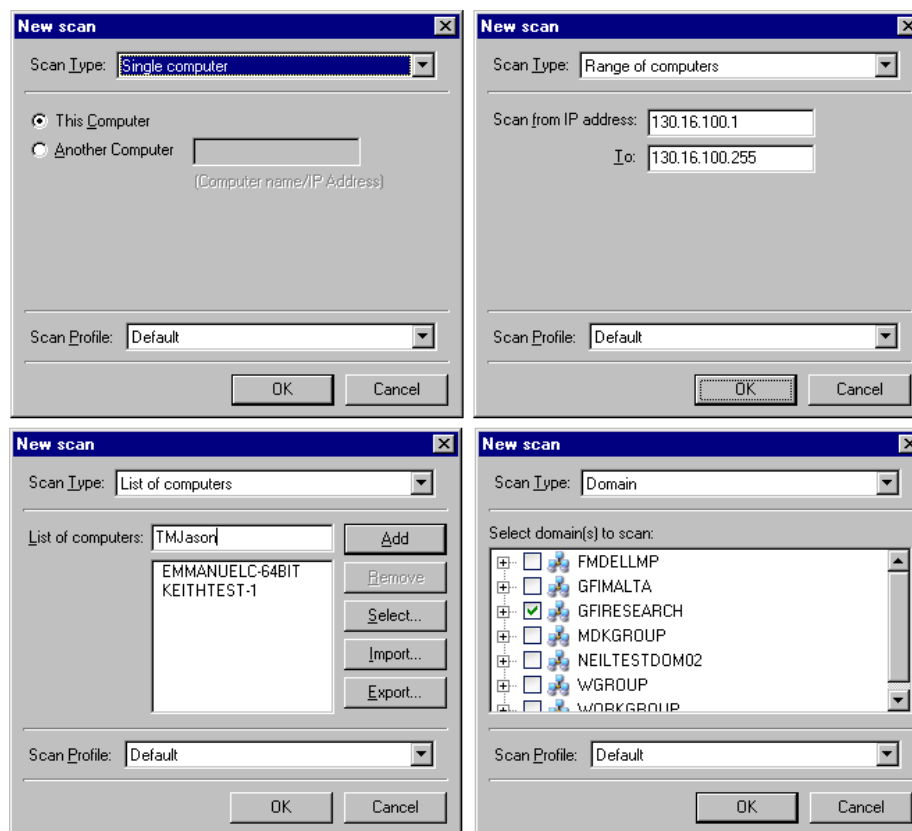 New scan
Scan Type: Single computer
This Computer
Another Computer
(Computer name/IP Address)
Scan Profile: Default
OK Cancel
New scan
Scan Type: Range of computers
Scan from IP address: 130.16.100.1
To: 130.16.100.255
Scan Profile: Default
OK Cancel
New scan
Scan Type: List of computers
List of computers: TMJason Add
EMMANUELC-64BIT
KEITHTEST-1
Remove
Select...
Import...
Export...
Scan Profile: Default
OK Cancel
New scan
Scan Type: Domain
Select domain(s) to scan:
FMDELLMP
GFIMALTA
GFIRESEARCH
MDKGROUP
NEILTESTDOM02
WGROUP
WORKGROUP
Scan Profile: Default
OK Cancel